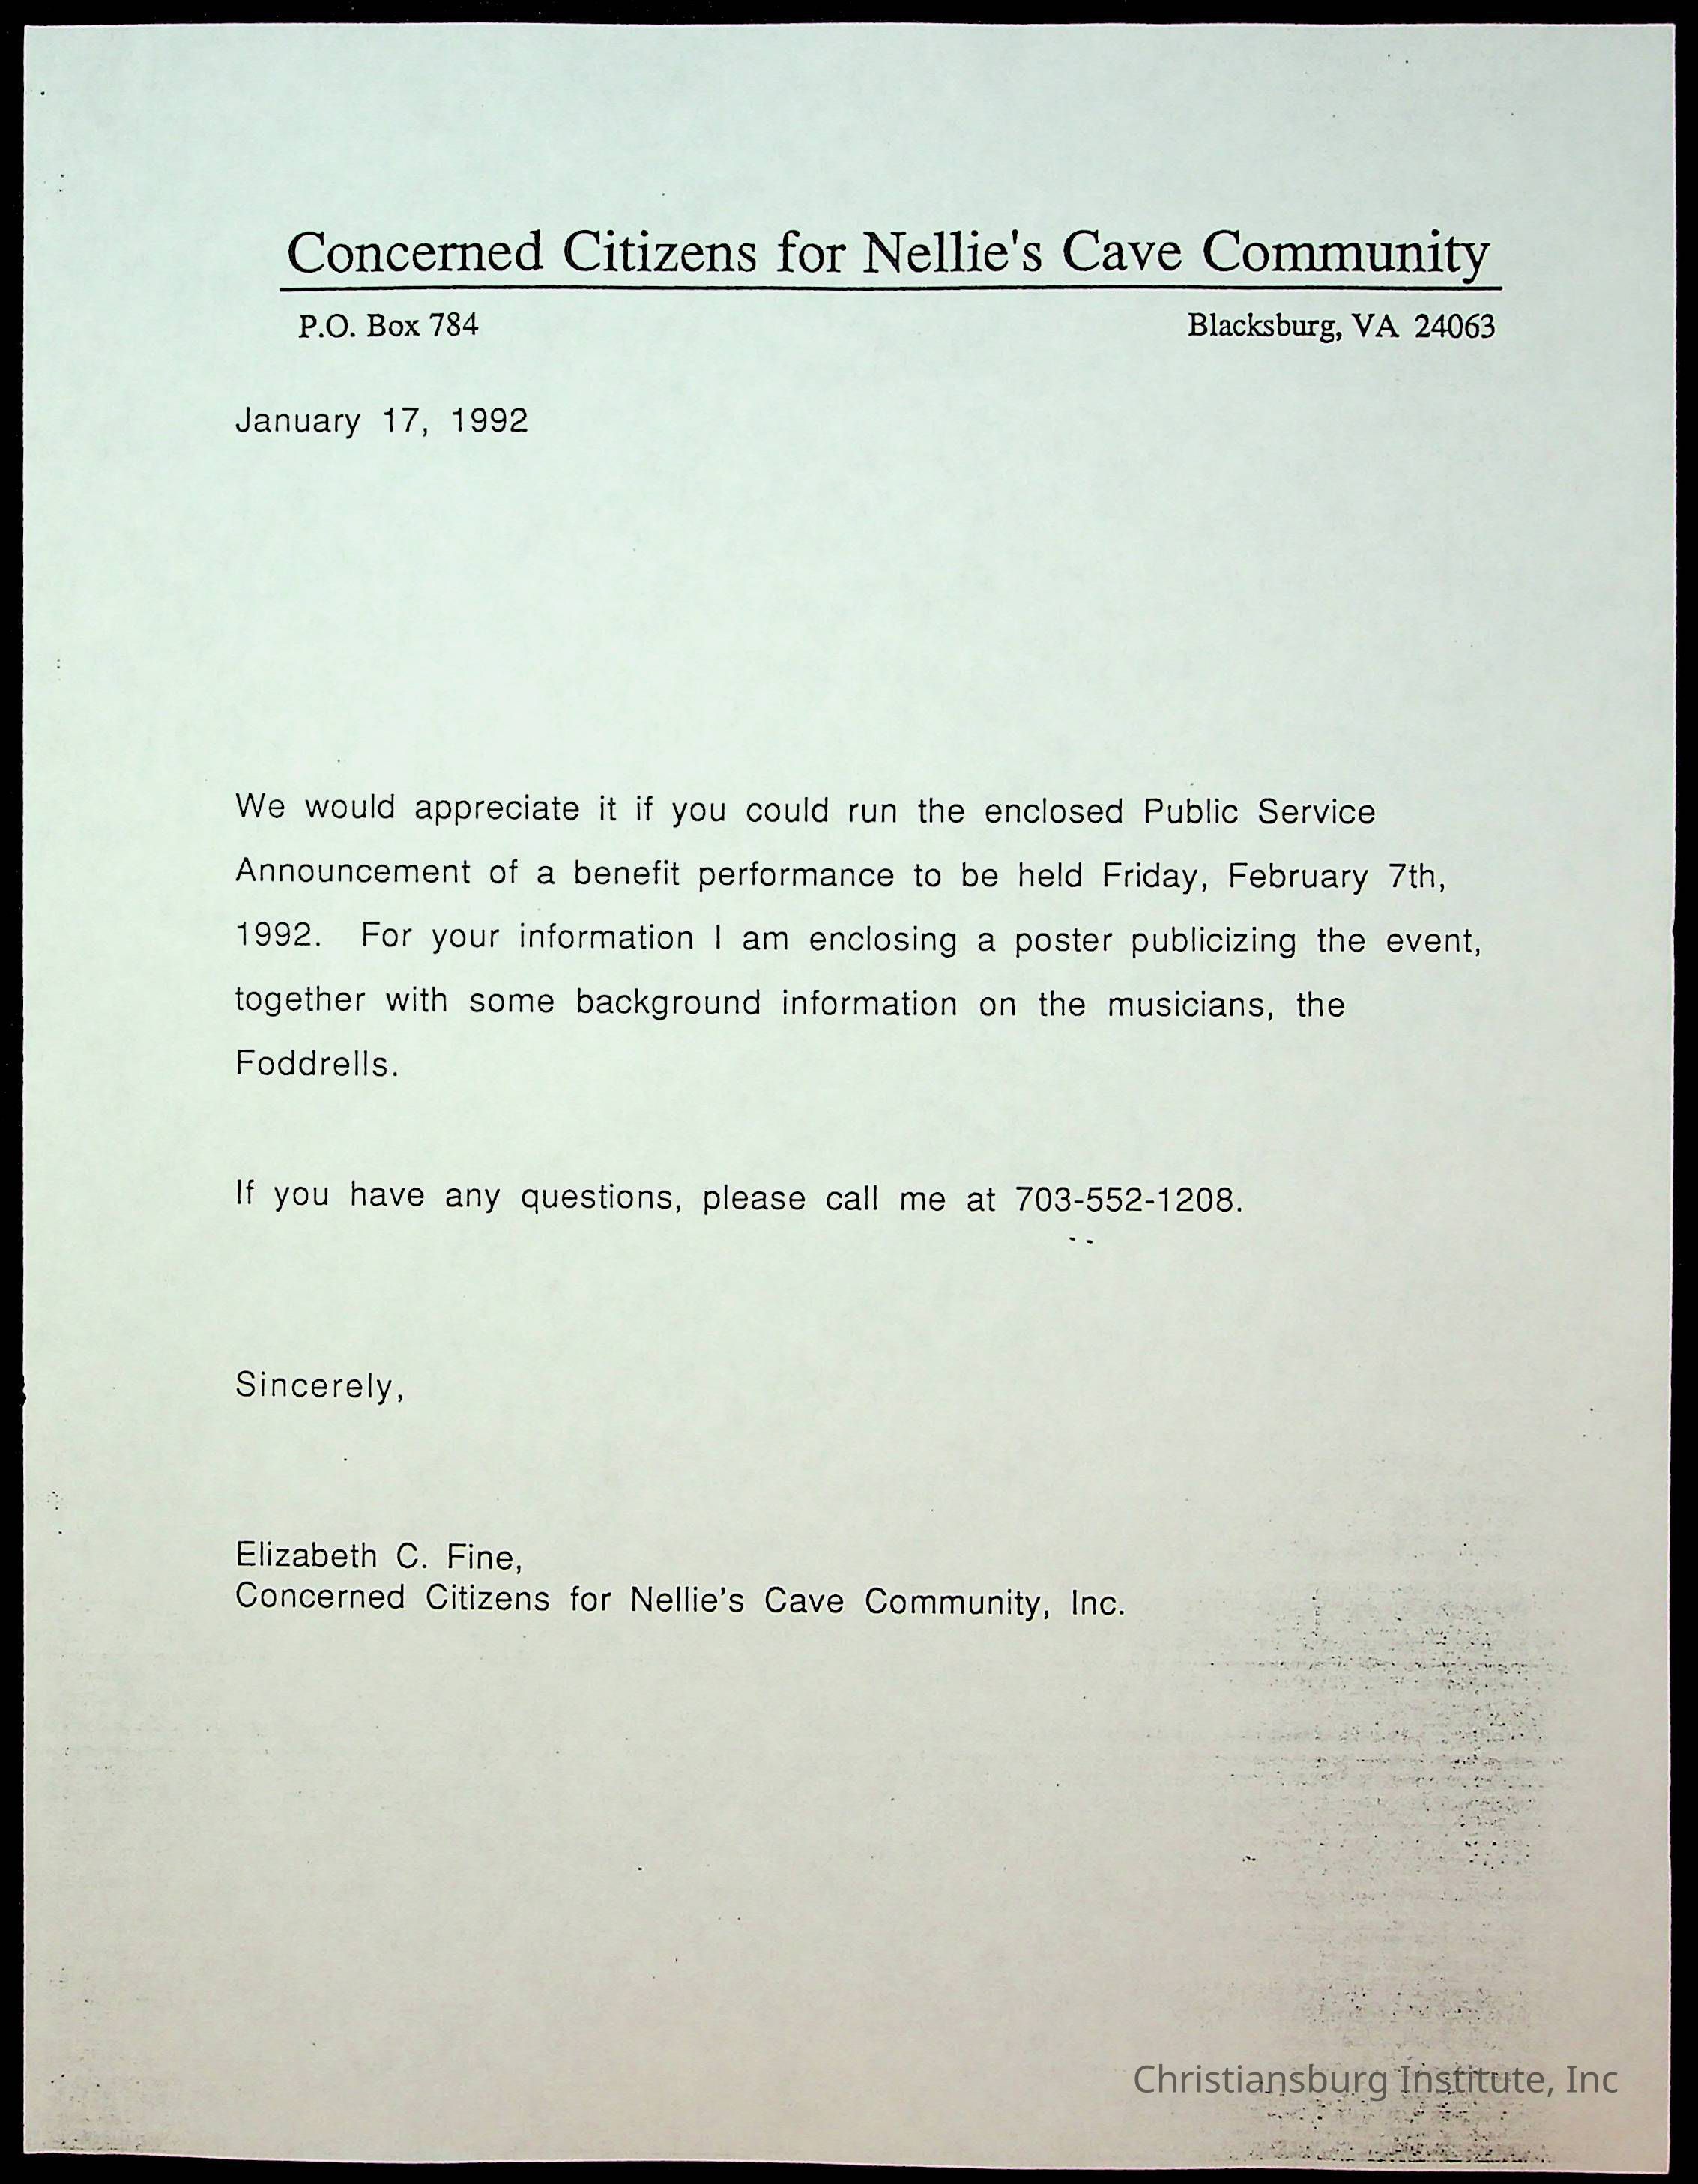 Concerned Citizens for Nellie's Cave Community
P.O. Box 784 Blacksburg, VA 24063
January 17, 1992
We would appreciate it if you could run the enclosed Public Service
Announcement of a benefit performance to be held Friday, February 7th,
1992. For your information I am enclosing a poster publicizing the event,
together with some background information on the musicians, the
Foddrells.
If you have any questions, please call me at 703-552-1208.
Sincerely,
Elizabeth C. Fine,
Concerned Citizens for Nellie's Cave Community, Inc.
Christiansburg Institute, Inc